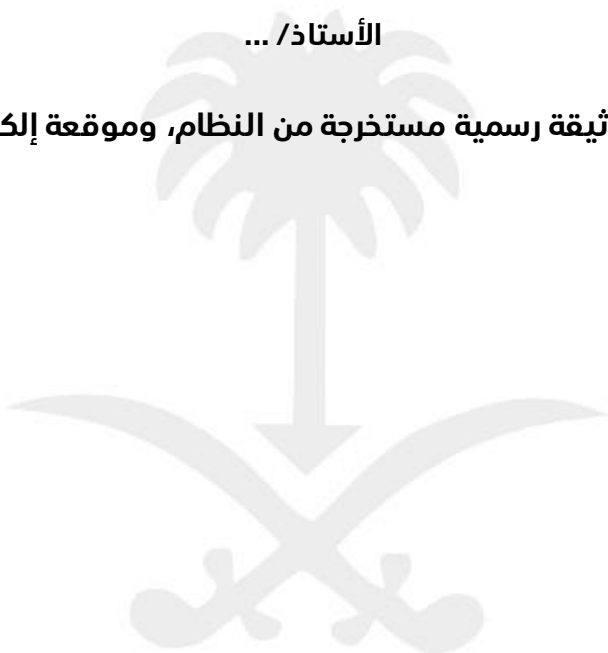 الأستاذ/ ...
ثيقة رسمية مستخرجة من النظام، وموقعة إلك